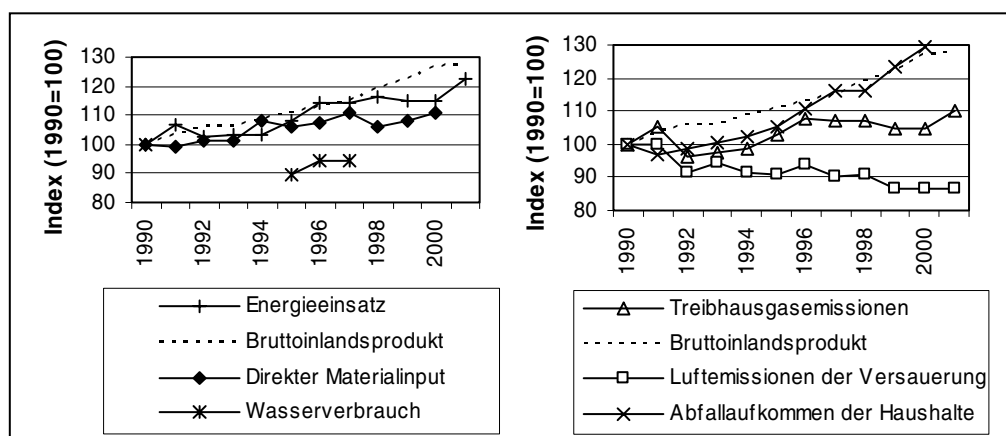 Index (1990=100)
130
120
110
100
90
80
1990
1992
1994
1996
1998
2000
Energieeinsatz
Bruttoinlandsprodukt
Direkter Materialinput
Wasserverbrauch
Index (1990=100)
130
120
110
100
90
80
1990
1992
1994
1996
1998
2000
Treibhausgasemissionen
Bruttoinlandsprodukt
Luftemissionen der Versauerung
Abfallaufkommen der Haushalte